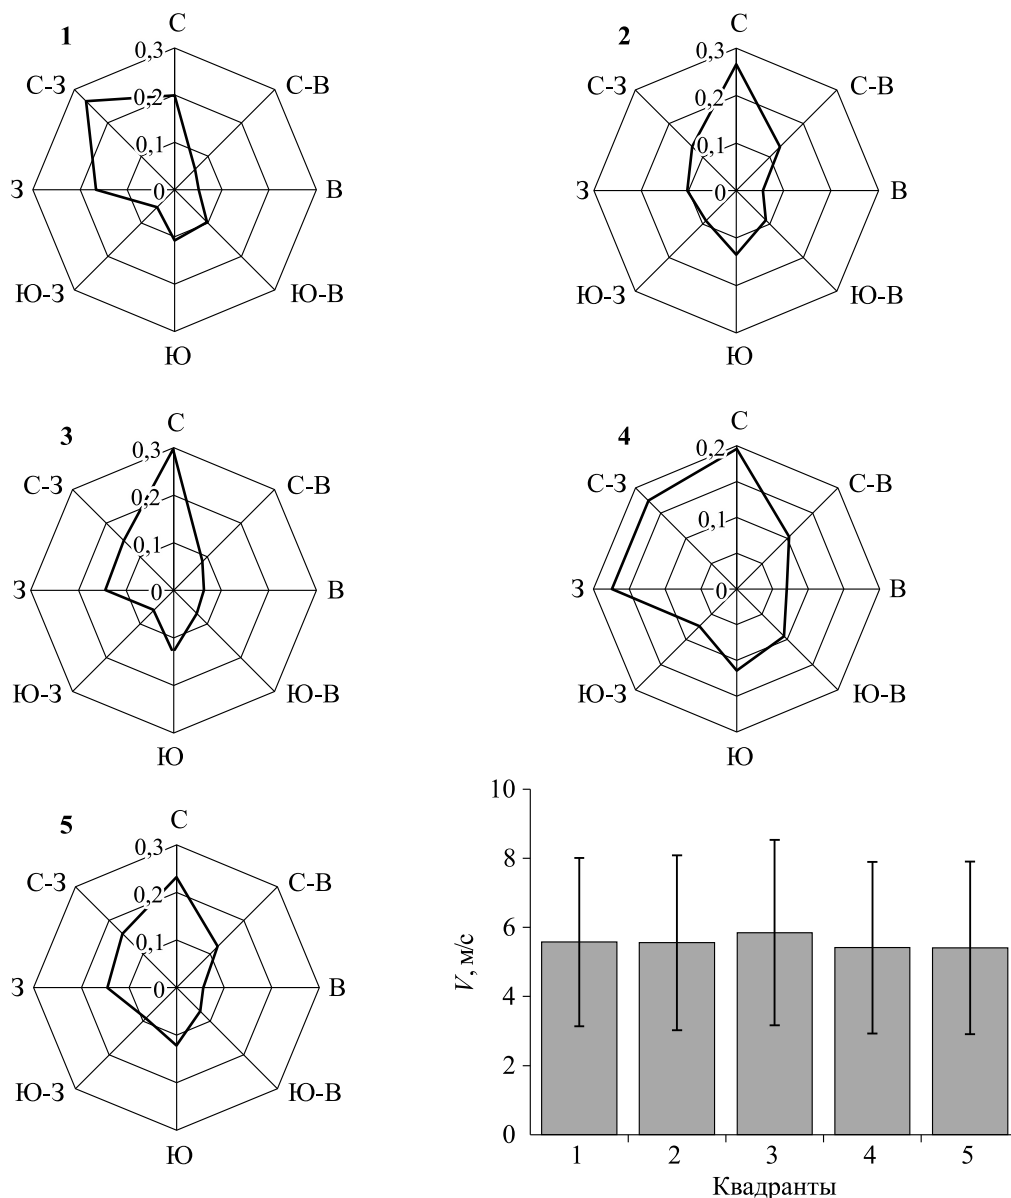 1
С
0,3
С-З
С-В
0,2
0,1
З
0
В
Ю-З
Ю-В
Ю
2
С
0,3
С-З
С-В
0,2
0,1
З
0
В
Ю-З
Ю-В
Ю
3
С
0,3
С-З
С-В
0,2
0,1
З
0
В
Ю-З
Ю-В
Ю
4
С
0,2
С-З
С-В
0,1
З
0
В
Ю-З
Ю-В
Ю
5
С
0,3
С-З
С-В
0,2
0,1
З
0
В
Ю-З
Ю-В
Ю
10
8
6
4
2
0
V, м/с
1 2 3 4 5
Квадранты